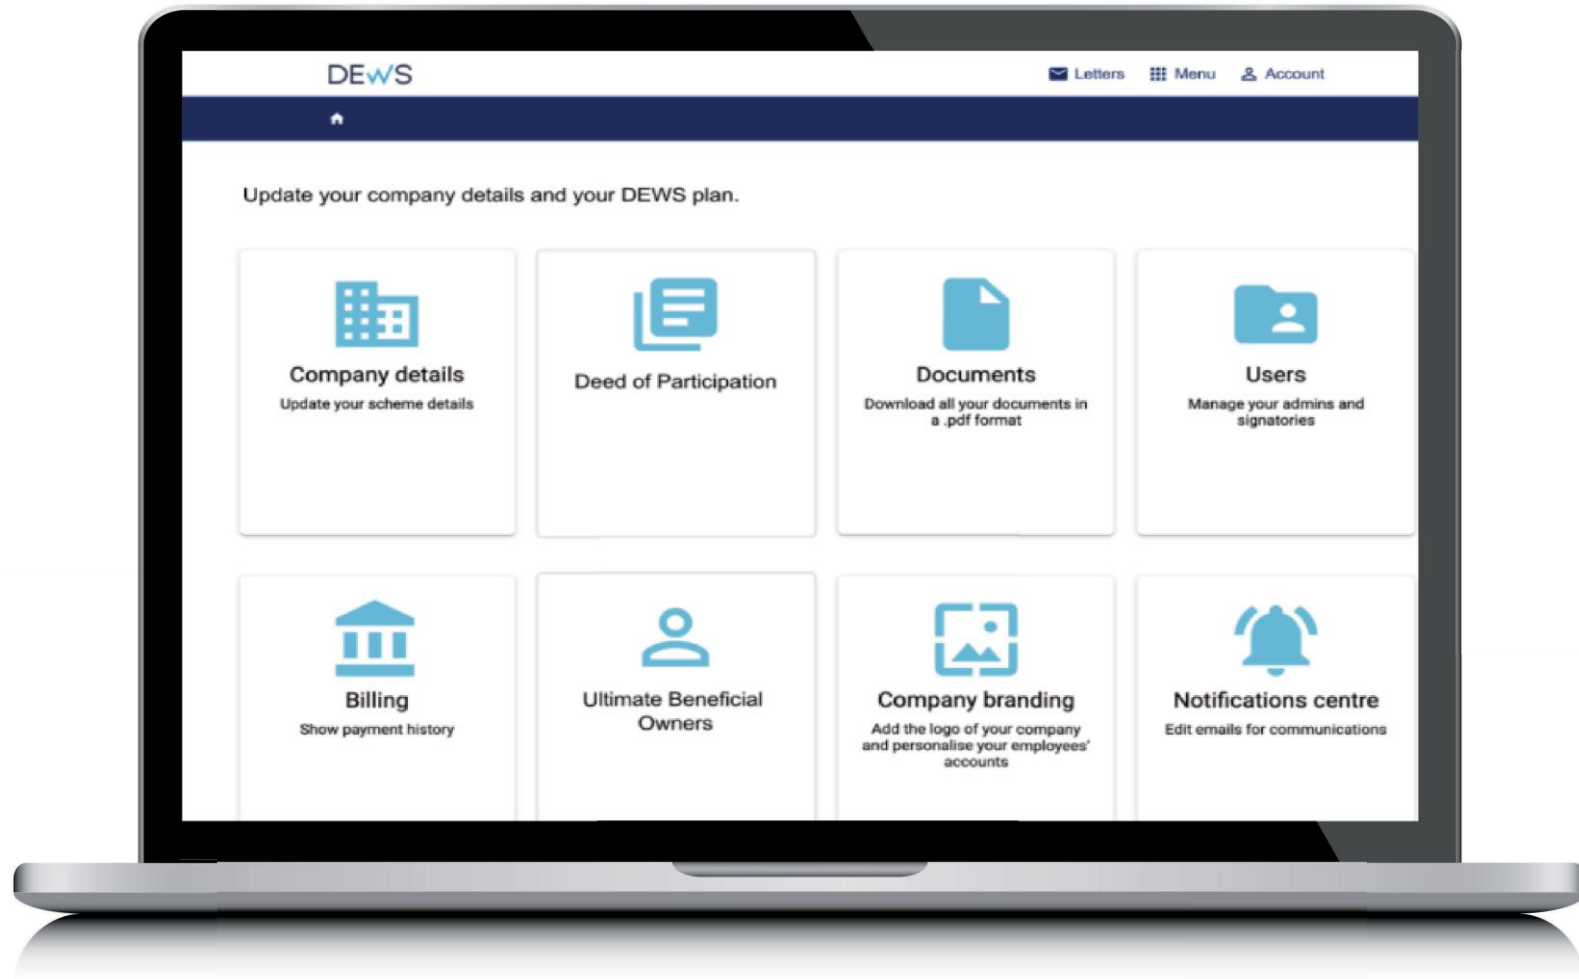 DEWS
Letters
Menu
Account
Update your company details and your DEWS plan.
Company details
Update your scheme details
Deed of Participation
Documents
Download all your documents in
a .pdf format
Users
Manage your admins and
signatories
Billing
Show payment history
Ultimate Beneficial
Owners
Company branding
Add the logo of your company
and personalise your employees'
accounts
Notifications centre
Edit emails for communications